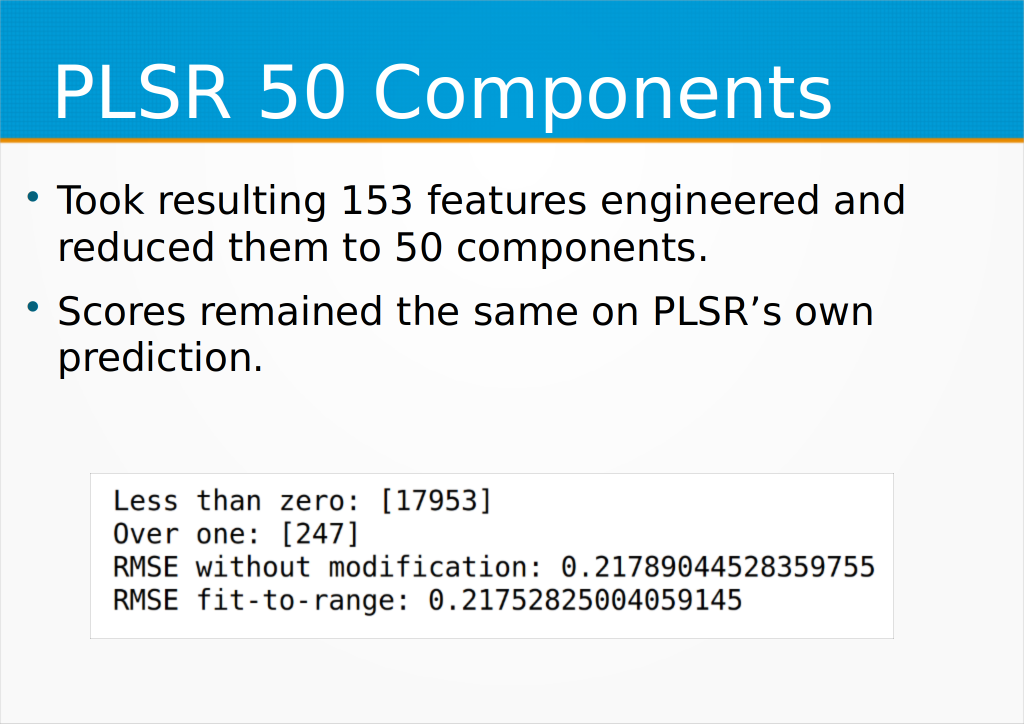 PLSR 50 Components
• Took resulting 153 features engineered and
reduced them to 50 components.
• Scores remained the same on PLSR’s own
prediction.
Less than zero: [17953]
Over one: [247]
RMSE without modification: 0.21789044528359755
RMSE fit-to-range: 0.21752825004059145